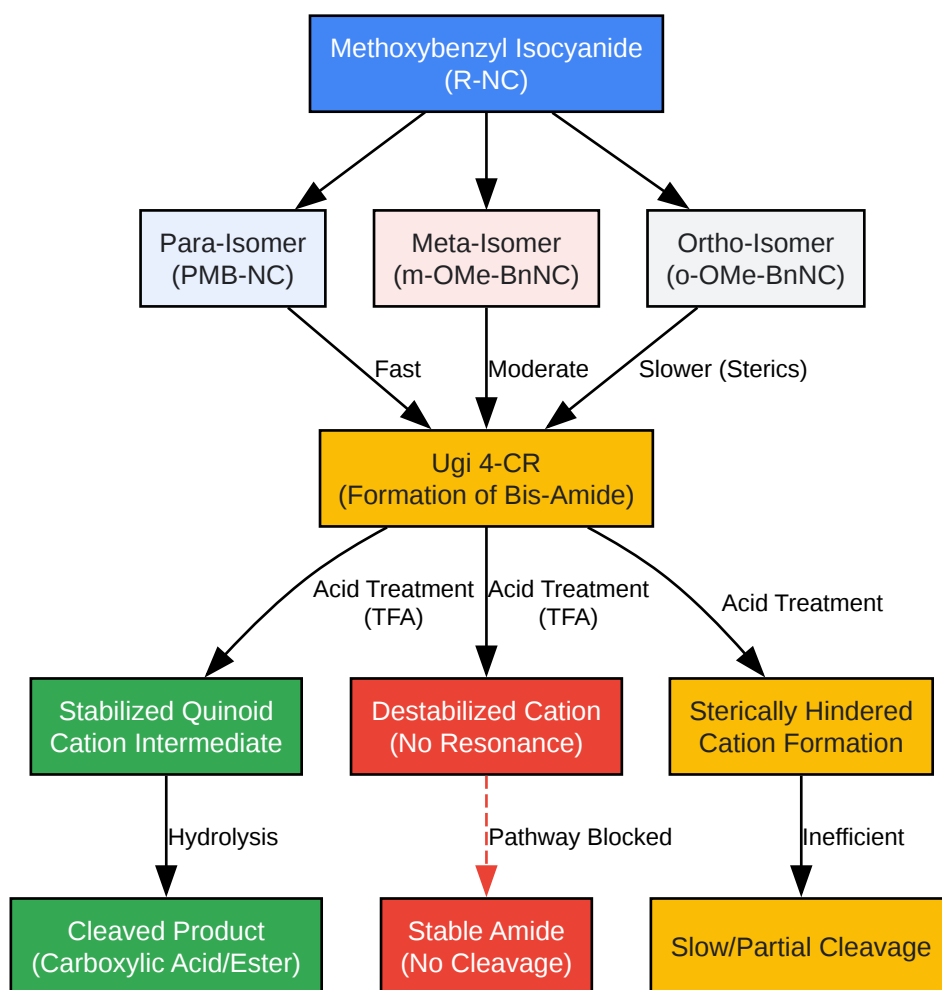 Methoxybenzyl Isocyanide
(R-NC)
Para-Isomer
(PMB-NC)
Meta-Isomer
(m-OMe-BnNC)
Ortho-Isomer
(o-OMe-BnNC)
Fast
Moderate
Slower (Sterics)
Ugi 4-CR
(Formation of Bis-Amide)
Acid Treatment
(TFA)
Acid Treatment
(TFA)
Acid Treatment
Stabilized Quinoid
Cation Intermediate
Destabilized Cation
(No Resonance)
Sterically Hindered
Cation Formation
Hydrolysis
Pathway Blocked
Inefficient
Cleaved Product
(Carboxylic Acid/Ester)
Stable Amide
(No Cleavage)
Slow/Partial Cleavage